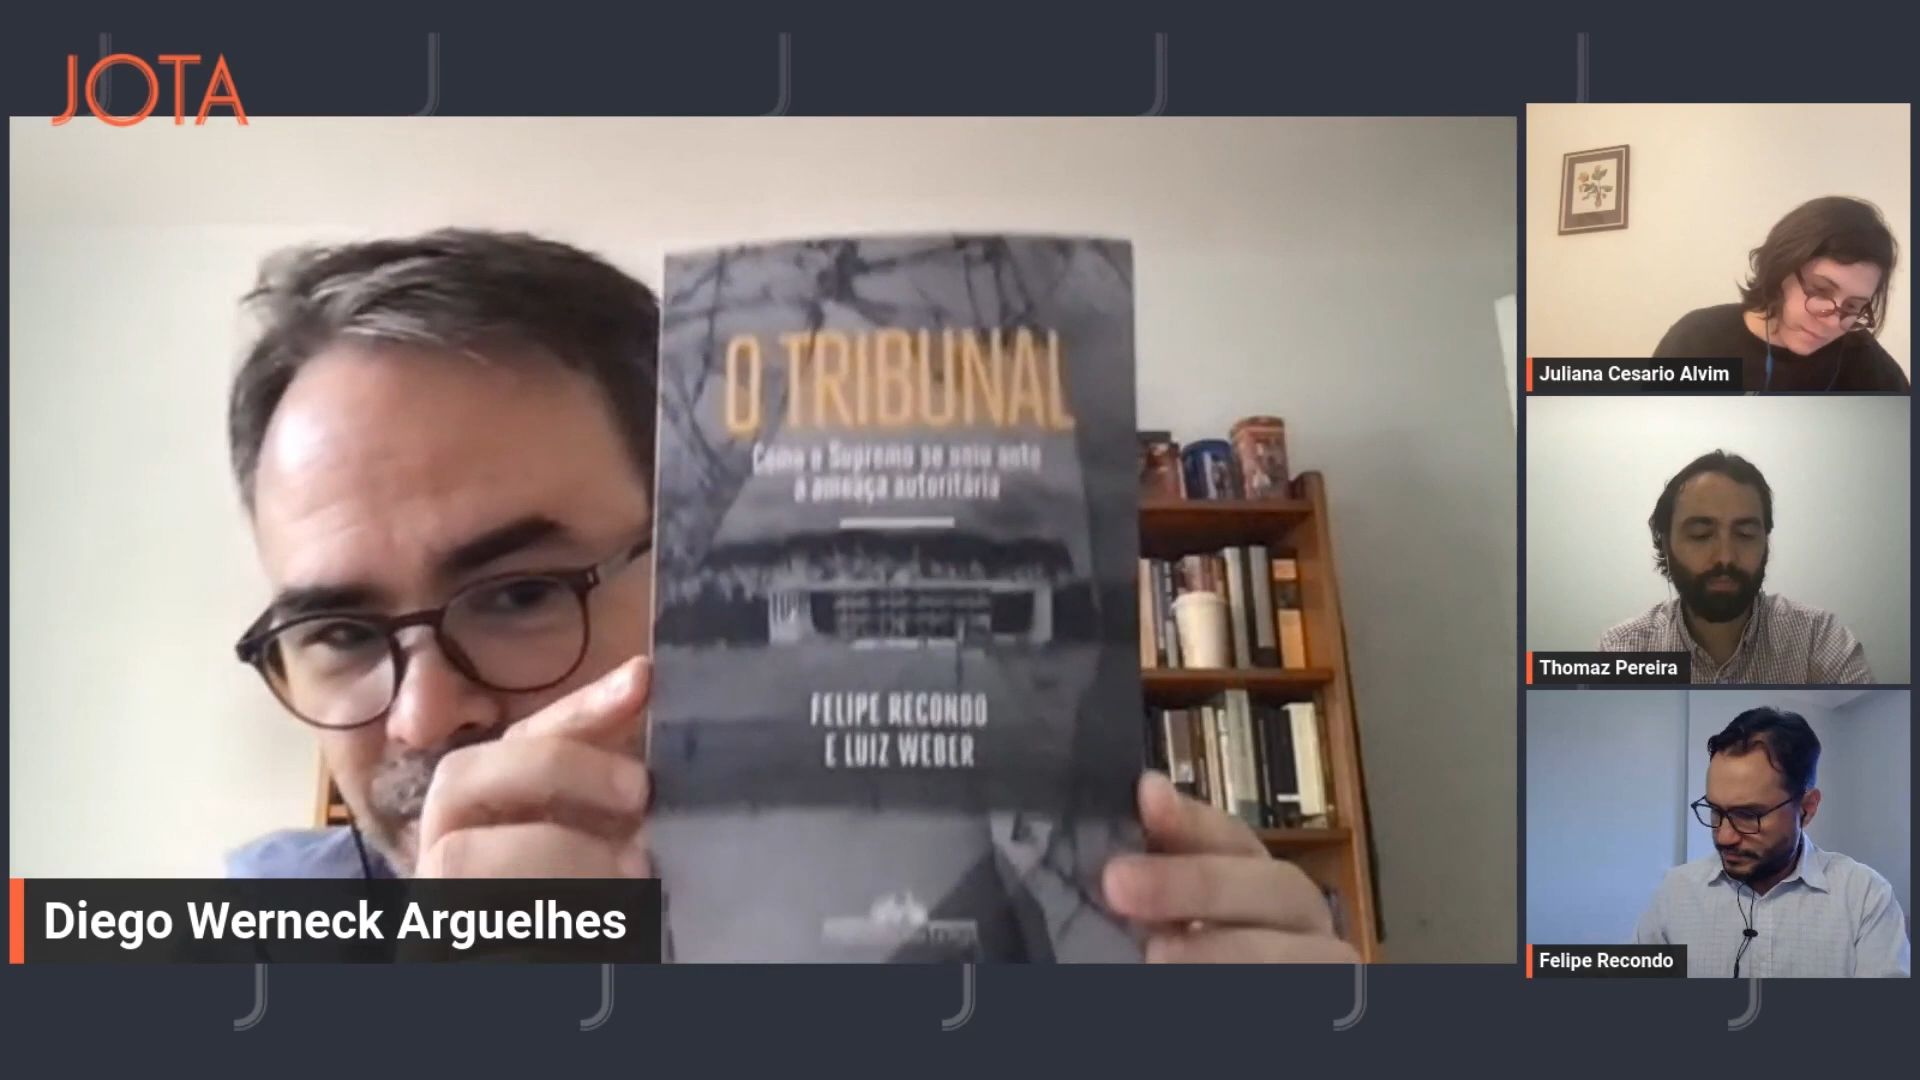 JOTA
O TRIBUNAL
Como o Supremo se uniu ante
a ameaça autoritária
FELIPE RECONDO
E LUIZ WEBER
Diego Werneck Arguelhes
Juliana Cesario Alvim
Thomaz Pereira
Felipe Recondo